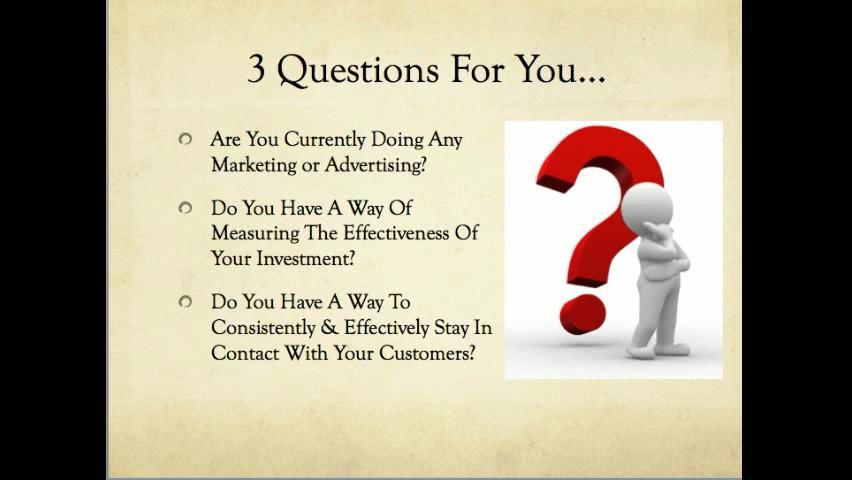 3 Questions For You...
Are You Currently Doing Any
Marketing or Advertising?
Do You Have A Way Of
Measuring The Effectiveness Of
Your Investment?
Do You Have A Way To
Consistently & Effectively Stay In
Contact With Your Customers?